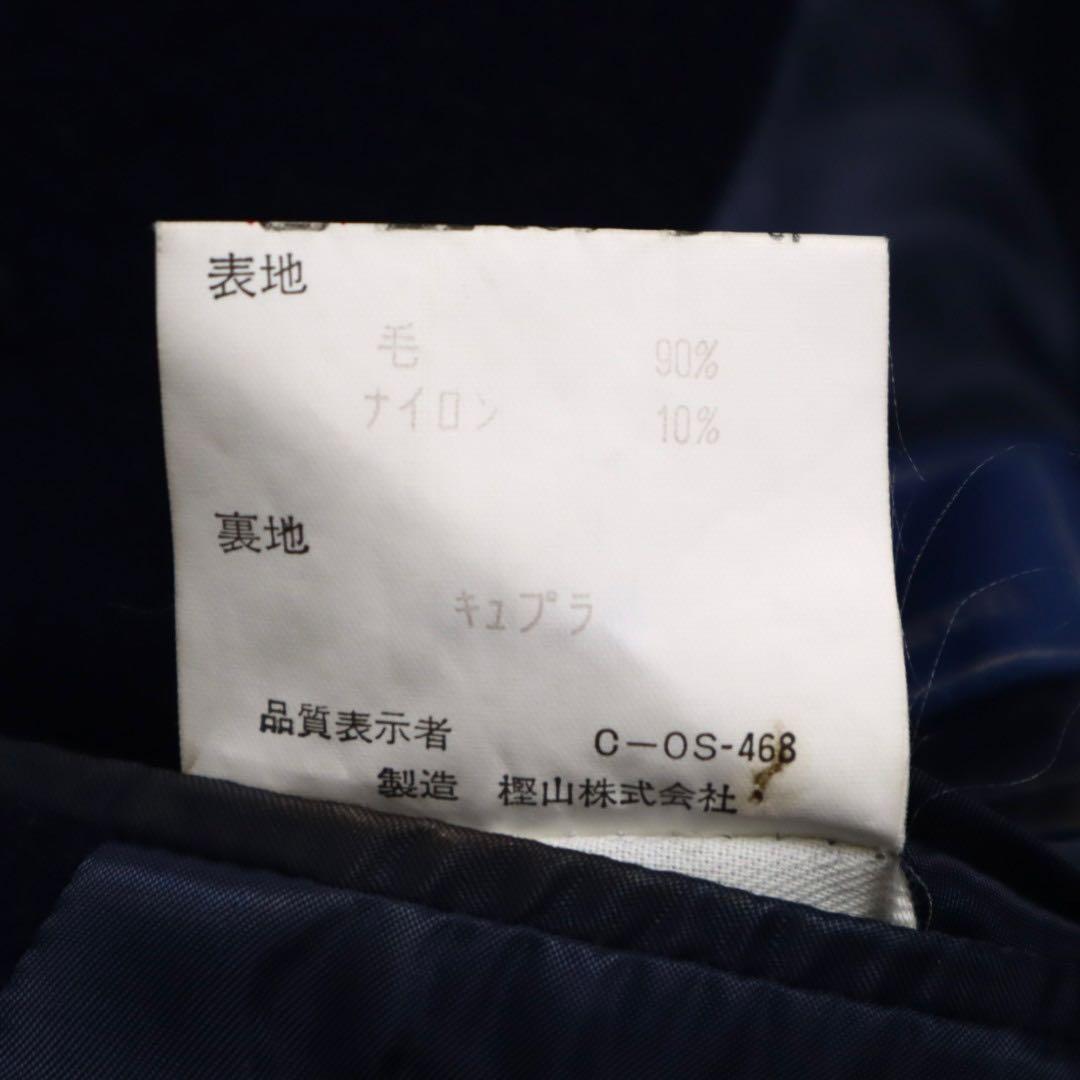 表地
毛 90%
ナイロン 10%
裏地
キュプラ
品質表示者 C-OS-468
製造 樫山株式会社